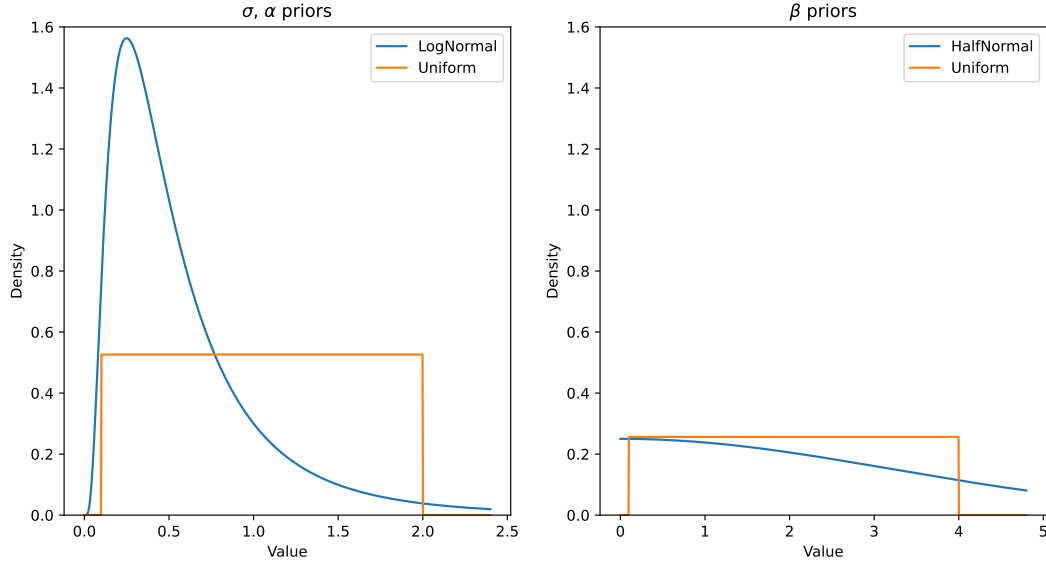 σ, α priors
LogNormal
Uniform
Density
1.6
1.4
1.2
1.0
0.8
0.6
0.4
0.2
0.0
0.0 0.5 1.0 1.5 2.0 2.5
Value
β priors
HalfNormal
Uniform
Density
1.6
1.4
1.2
1.0
0.8
0.6
0.4
0.2
0.0
0 1 2 3 4 5
Value